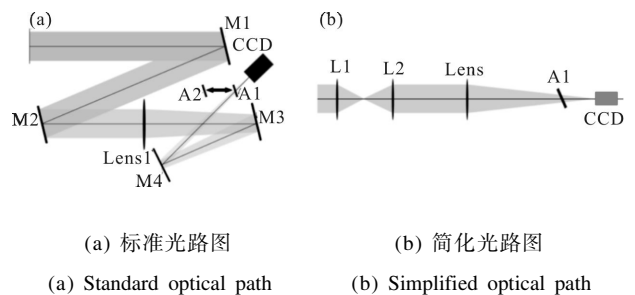 (a)
M1
CCD
A2
A1
M2
M3
Lens1
M4
(b)
L1
L2
Lens
A1
CCD
(a) 标准光路图
(b) 简化光路图
(a) Standard optical path
(b) Simplified optical path